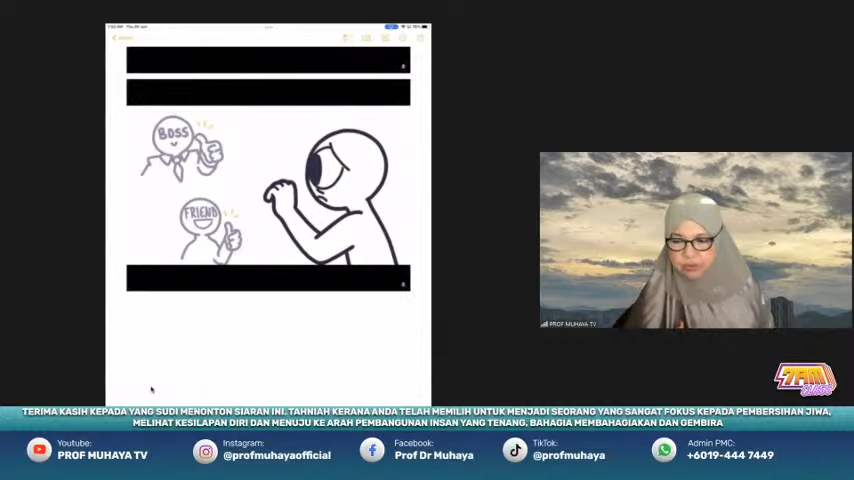 BOSS
FRIEND
PROF MUHAYA TV
7AM
CLASS
TERIMA KASIH KEPADA YANG SUDI MENONTON SIARAN INI. TAHNIAH KERANA ANDA TELAH MEMILIH UNTUK MENJADI SEORANG YANG SANGAT FOKUS KEPADA PEMBERSIHAN JIWA,
MELIHAT KESILAPAN DIRI DAN MENUJU KE ARAH PEMBANGUNAN INSAN YANG TENANG, BAHAGIA MEMBAHAGIAKAN DAN GEMBIRA
Youtube:
PROF MUHAYA TV
Instagram:
@profmuhayaofficial
Facebook:
Prof Dr Muhaya
TikTok:
@profmuhaya
Admin PMC:
+6019-444 7449